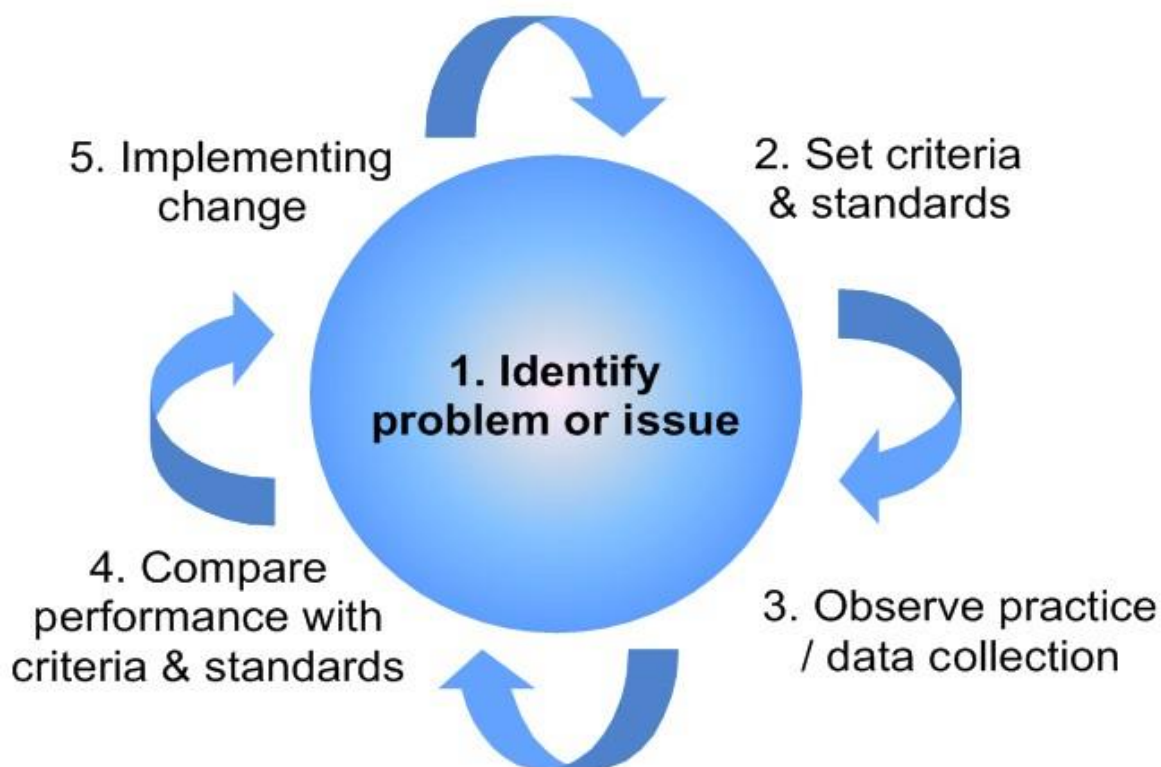 1. Identify
problem or issue
2. Set criteria
& standards
3. Observe practice
/ data collection
4. Compare
performance with
criteria & standards
5. Implementing
change